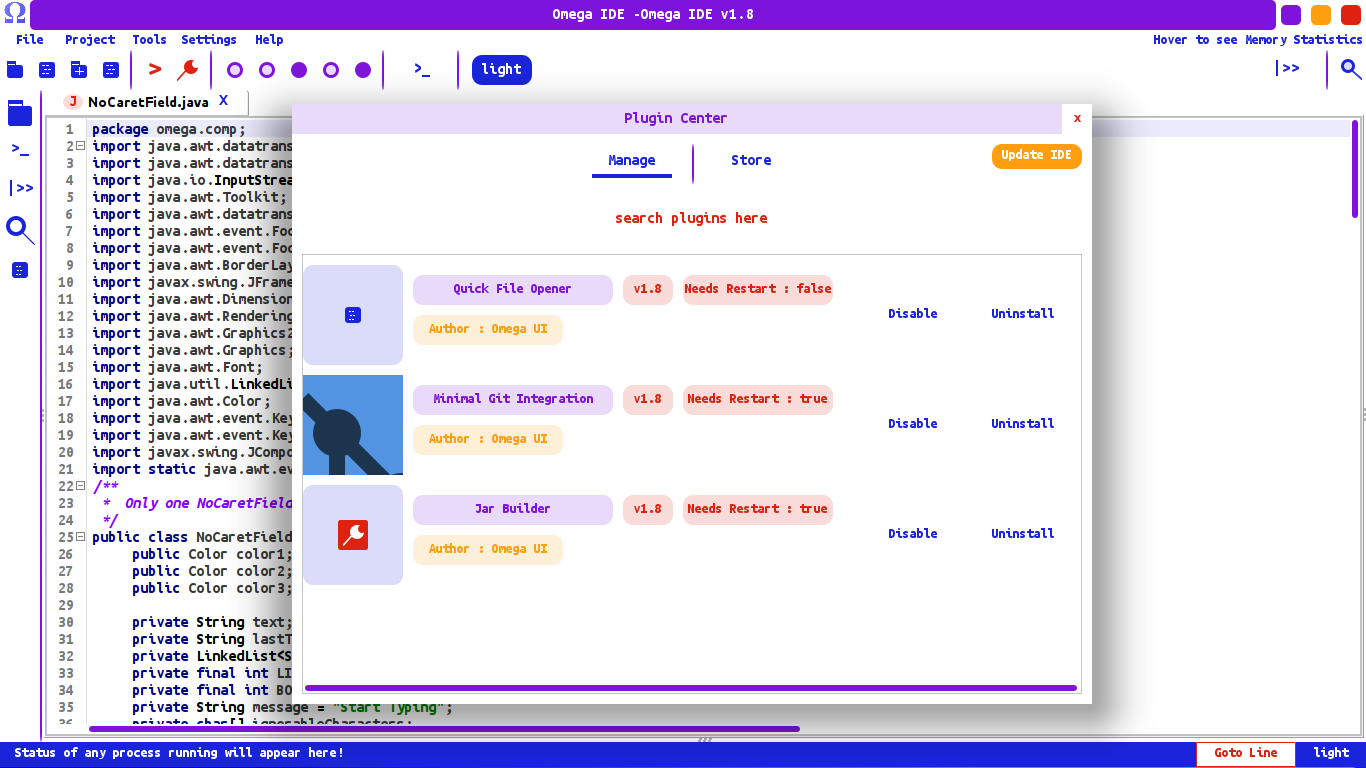 Ω Omega IDE -Omega IDE v1.8
File Project Tools Settings Help Hover to see Memory Statistics
> >_ light |>>
J NoCaretField.java X
Plugin Center x
Manage Store Update IDE
search plugins here
Quick File Opener v1.8 Needs Restart : false
Author : Omega UI
Disable Uninstall
Minimal Git Integration v1.8 Needs Restart : true
Author : Omega UI
Disable Uninstall
Jar Builder v1.8 Needs Restart : true
Author : Omega UI
Disable Uninstall
>_
|>>
1 package omega.comp;
2 import java.awt.datatrans
3 import java.awt.datatrans
4 import java.io.InputStrea
5 import java.awt.Toolkit;
6 import java.awt.datatrans
7 import java.awt.event.Foc
8 import java.awt.event.Foc
9 import java.awt.BorderLay
10 import javax.swing.JFrame
11 import java.awt.Dimension
12 import java.awt.Rendering
13 import java.awt.Graphics2
14 import java.awt.Graphics;
15 import java.awt.Font;
16 import java.util.LinkedLi
17 import java.awt.Color;
18 import java.awt.event.Key
19 import java.awt.event.Key
20 import javax.swing.JCompo
21 import static java.awt.ev
22 /**
23 * Only one NoCaretField
24 */
25 public class NoCaretField
26 public Color color1;
27 public Color color2;
28 public Color color3;
29
30 private String text;
31 private String lastT
32 private LinkedList<S
33 private final int LI
34 private final int BO
35 private String message = "Start Typing";
36 private char[] ignorableCharacters;
Status of any process running will appear here! Goto Line light